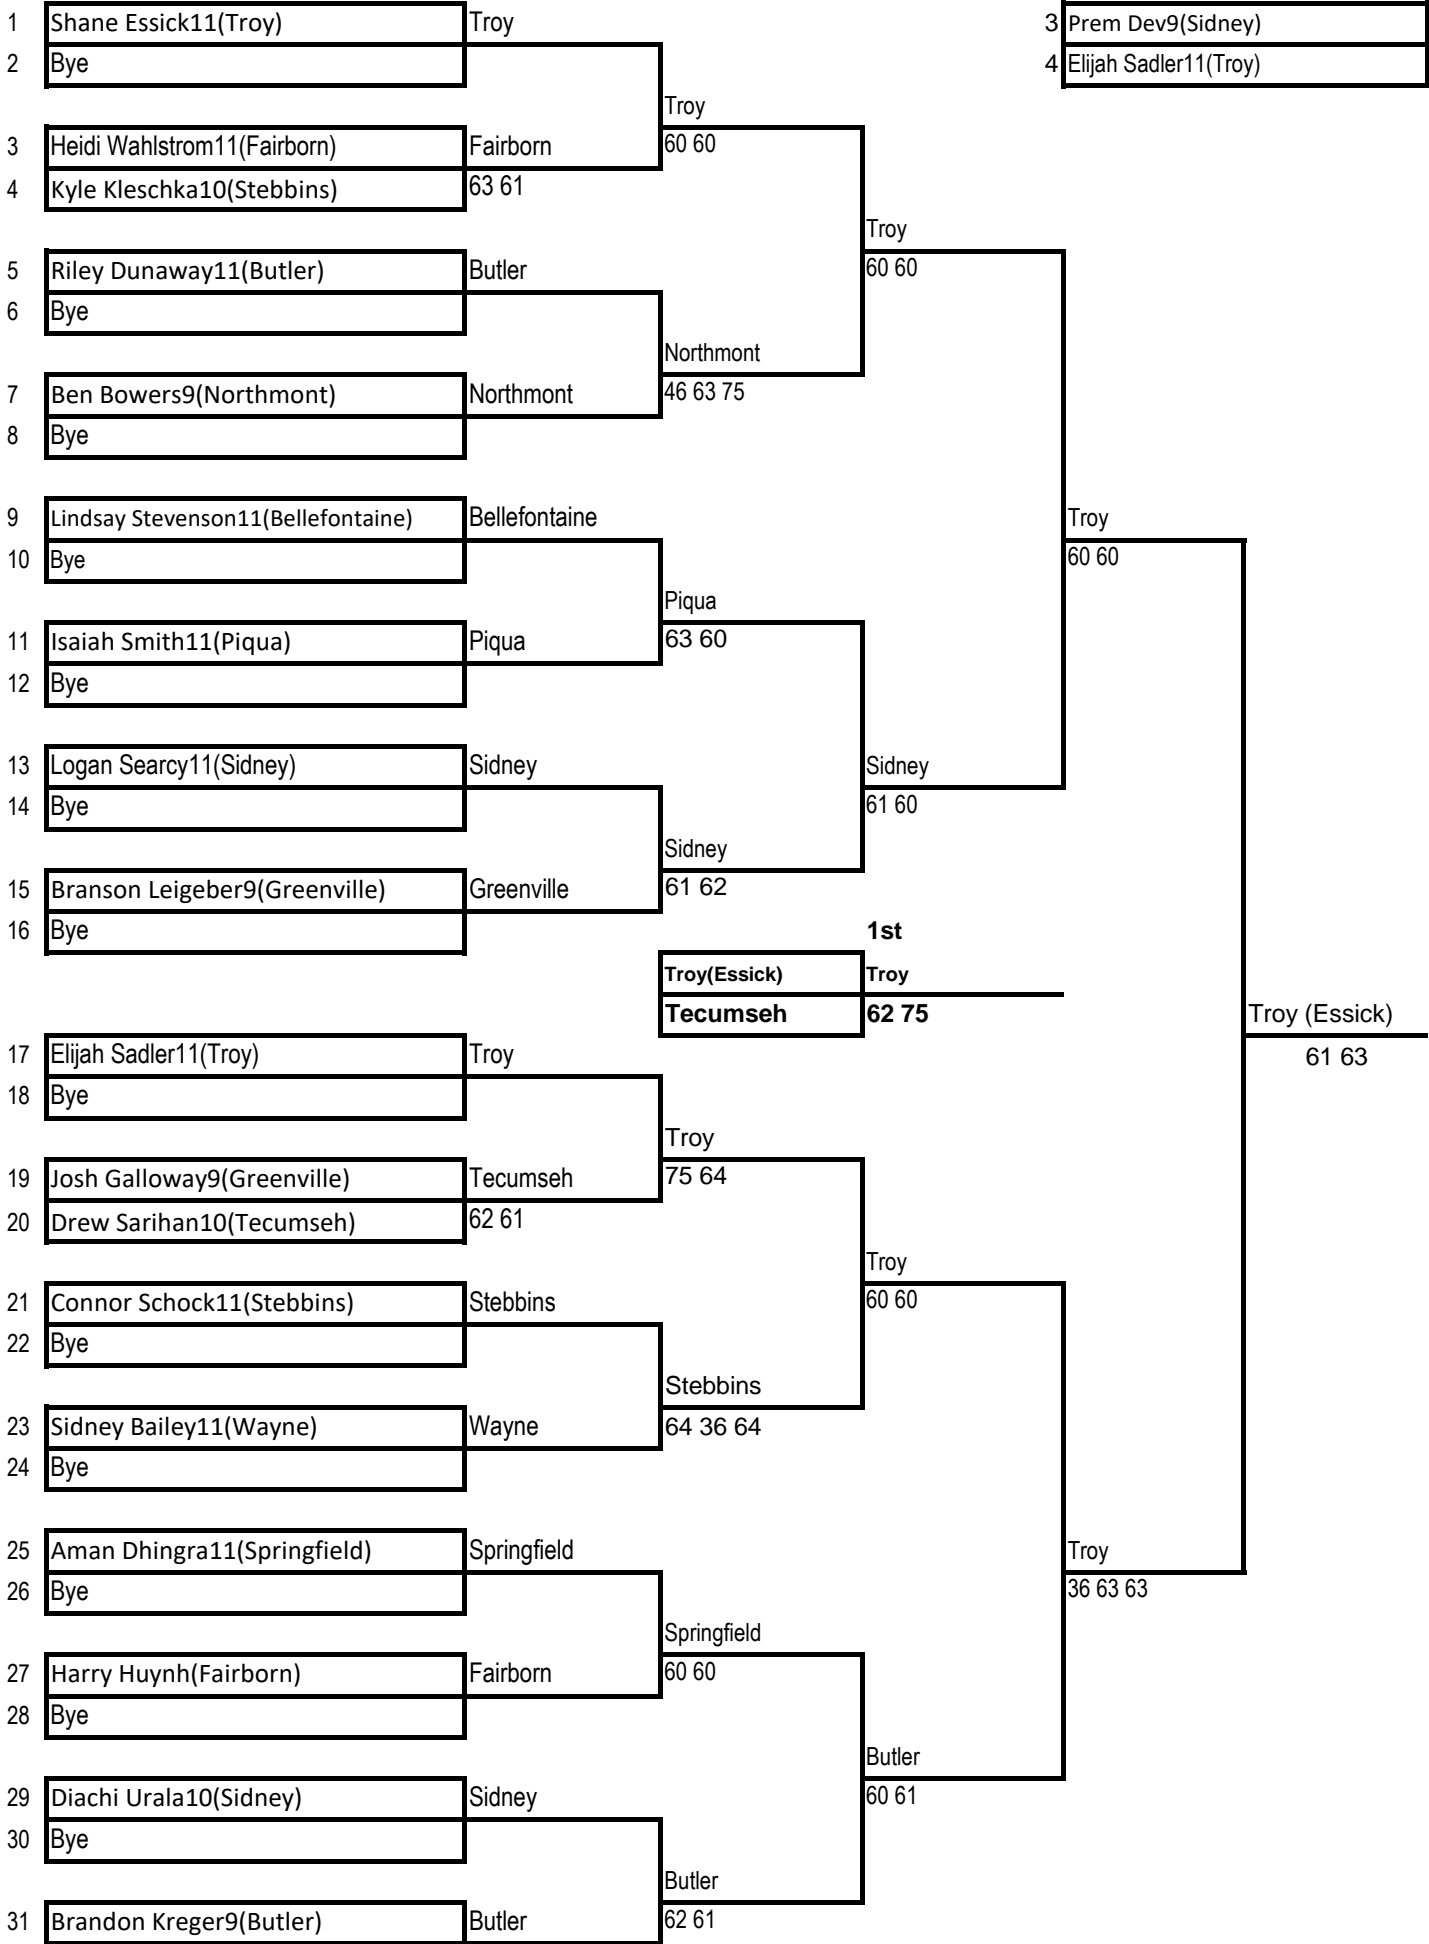 1 Shane Essick11(Troy) Troy 3 Prem Dev9(Sidney)
2 Bye 4 Elijah Sadler11(Troy)
Troy
3 Heidi Wahlstrom11(Fairborn) Fairborn 60 60
4 Kyle Kleschka10(Stebbins) 63 61
Troy
5 Riley Dunaway11(Butler) Butler 60 60
6 Bye
Northmont
7 Ben Bowers9(Northmont) Northmont 46 63 75
8 Bye
9 Lindsay Stevenson11(Bellefontaine) Bellefontaine Troy
10 Bye 60 60
Piqua
11 Isaiah Smith11(Piqua) Piqua 63 60
12 Bye
13 Logan Searcy11(Sidney) Sidney Sidney
14 Bye 61 60
Sidney
15 Branson Leigeber9(Greenville) Greenville 61 62
16 Bye 1st
Troy(Essick) Troy
Tecumseh 62 75 Troy (Essick)
17 Elijah Sadler11(Troy) Troy 61 63
18 Bye
Troy
19 Josh Galloway9(Greenville) Tecumseh 75 64
20 Drew Sarihan10(Tecumseh) 62 61
Troy
21 Connor Schock11(Stebbins) Stebbins 60 60
22 Bye
Stebbins
23 Sidney Bailey11(Wayne) Wayne 64 36 64
24 Bye
25 Aman Dhingra11(Springfield) Springfield Troy
26 Bye 36 63 63
Springfield
27 Harry Huynh(Fairborn) Fairborn 60 60
28 Bye
Butler
29 Diachi Urala10(Sidney) Sidney 60 61
30 Bye
Butler
31 Brandon Kreger9(Butler) Butler 62 61